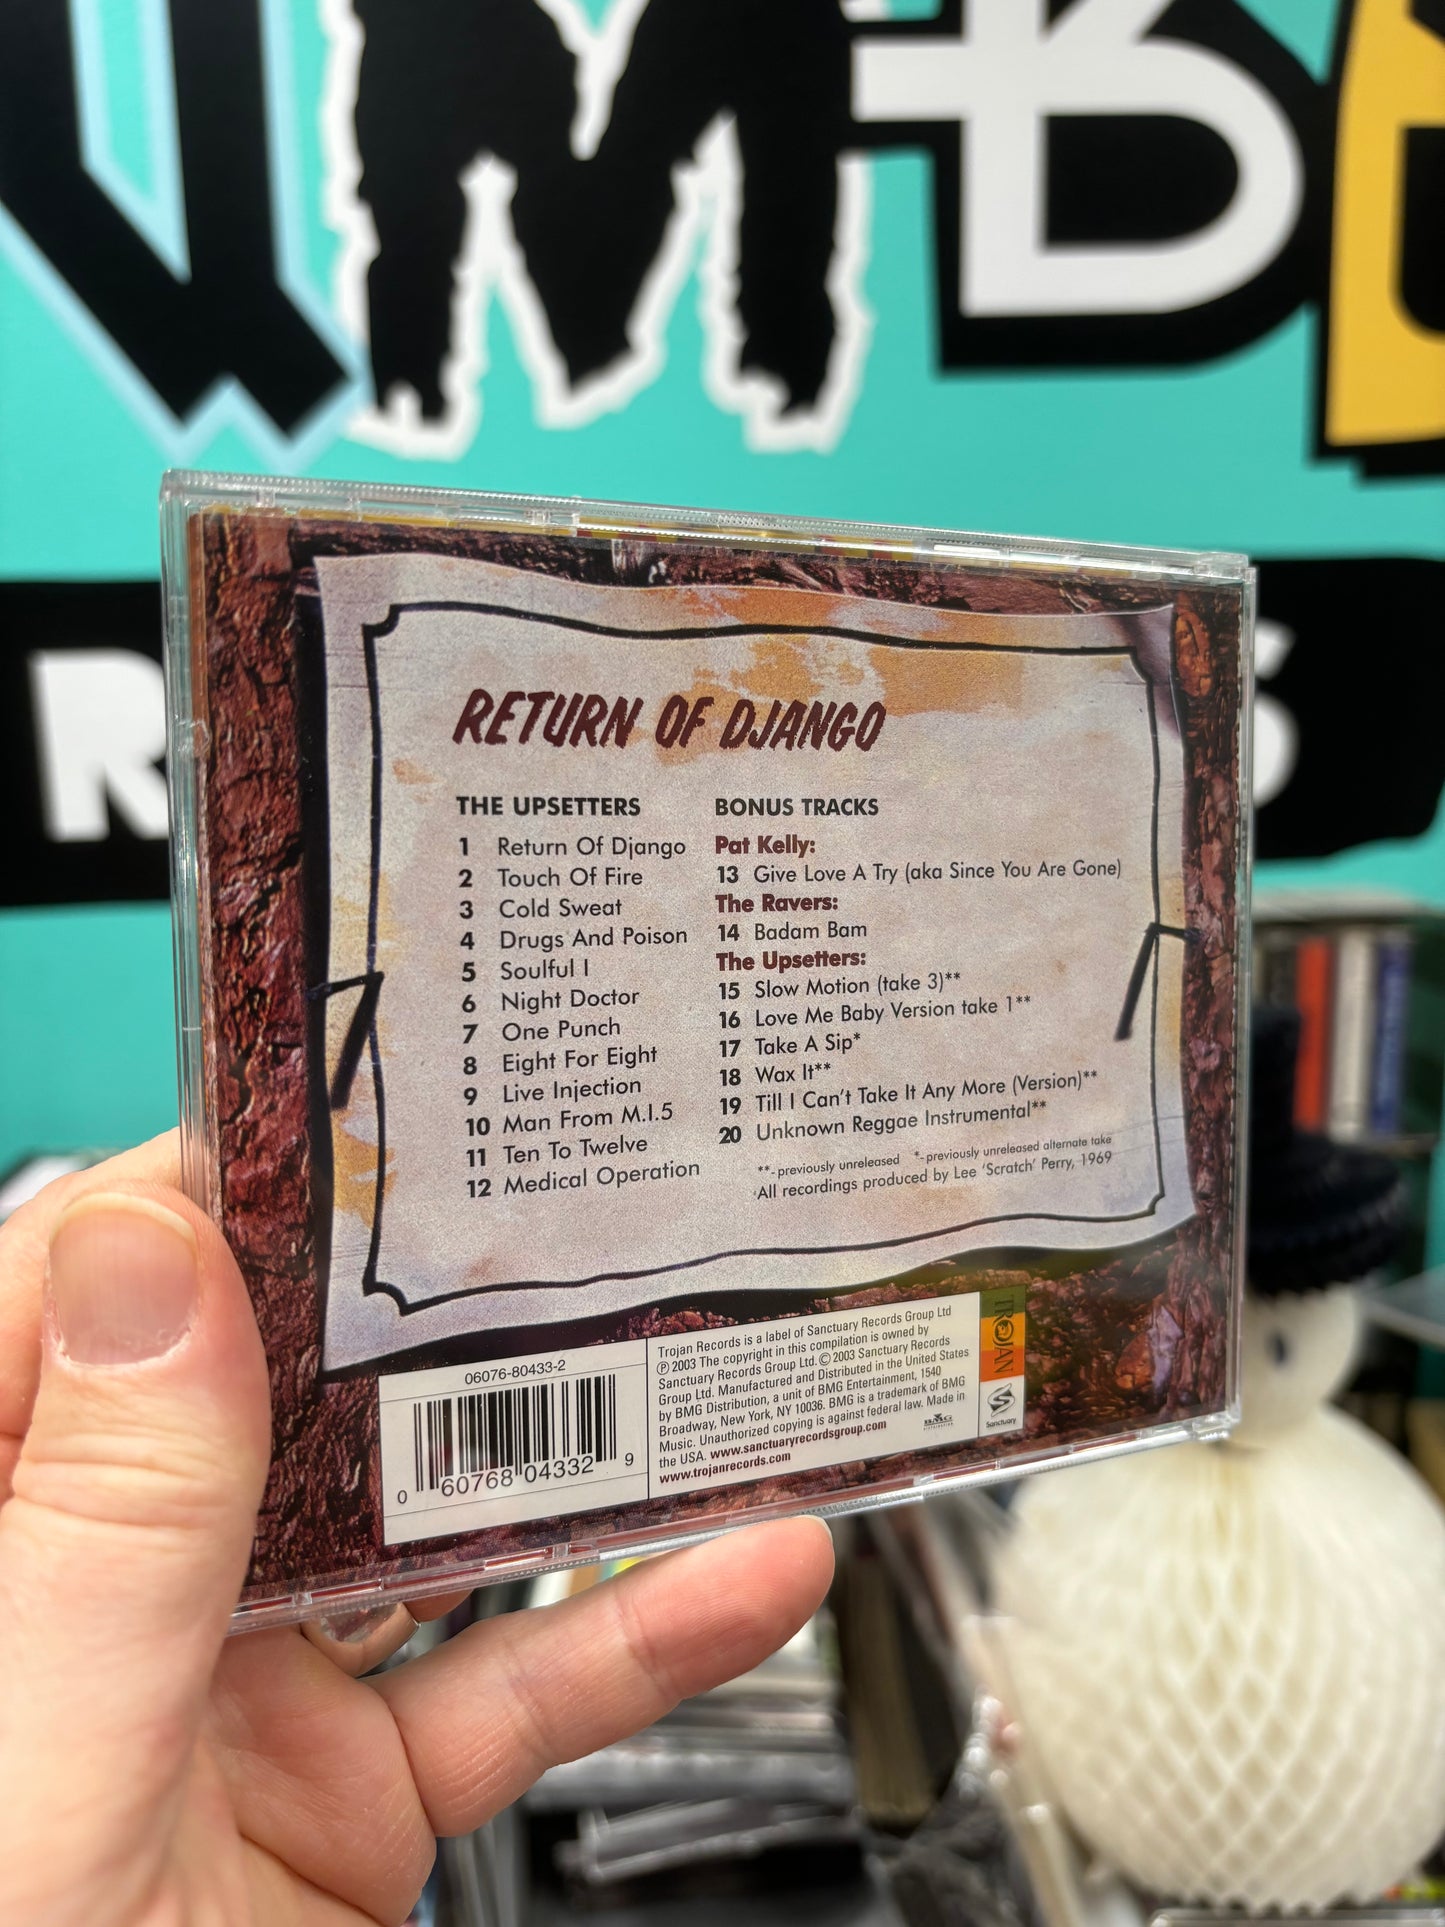 RETURN OF DJANGO
THE UPSETTERS
1 Return Of Django
2 Touch Of Fire
3 Cold Sweat
4 Drugs And Poison
5 Soulful I
6 Night Doctor
7 One Punch
8 Eight For Eight
9 Live Injection
10 Man From M.I.5
11 Ten To Twelve
12 Medical Operation
BONUS TRACKS
Pat Kelly:
13 Give Love A Try (aka Since You Are Gone)
The Ravers:
14 Badam Bam
The Upsetters:
15 Slow Motion (take 3)**
16 Love Me Baby Version take 1**
17 Take A Sip*
18 Wax It**
19 Till I Can't Take It Any More (Version)**
20 Unknown Reggae Instrumental**
**- previously unreleased *- previously unreleased alternate take
All recordings produced by Lee 'Scratch' Perry, 1969
06076-80433-2
0 60768 04332 9
Trojan Records is a label of Sanctuary Records Group Ltd
℗ 2003 The copyright in this compilation is owned by
Sanctuary Records Group Ltd. © 2003 Sanctuary Records
Group Ltd. Manufactured and Distributed in the United States
by BMG Distribution, a unit of BMG Entertainment, 1540
Broadway, New York, NY 10036. BMG is a trademark of BMG
Music. Unauthorized copying is against federal law. Made in
the USA. www.sanctuaryrecordsgroup.com
www.trojanrecords.com
BMG
DISTRIBUTION
TROJAN
Sanctuary